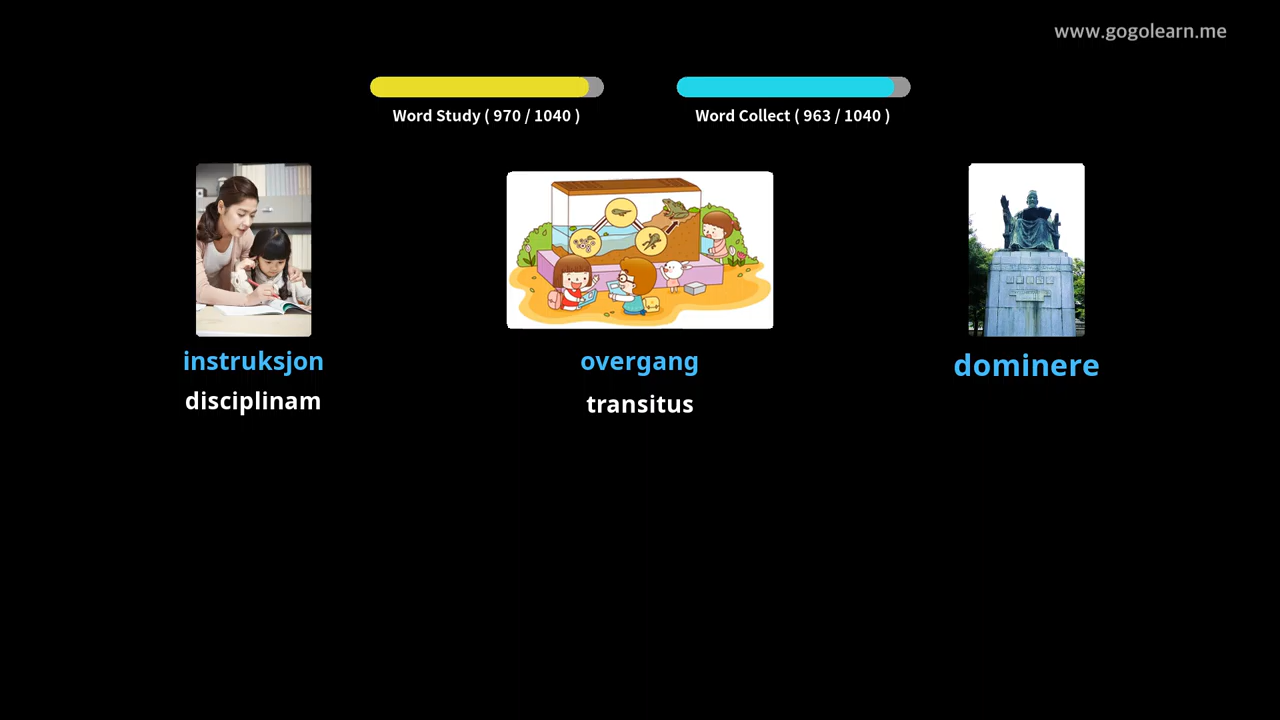 www.gogolearn.me
Word Study ( 970 / 1040 )
Word Collect ( 963 / 1040 )
instruksjon
overgang
dominere
disciplinam
transitus